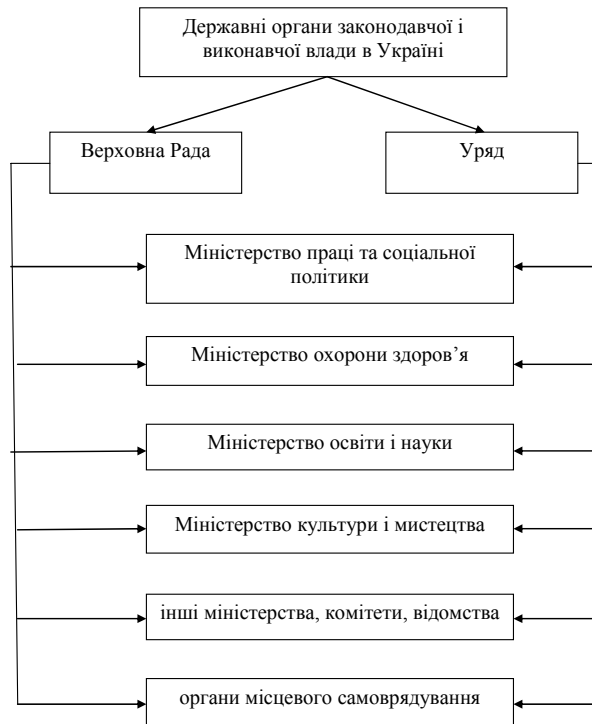 Державні органи законодавчої і
виконавчої влади в Україні
Верховна Рада
Уряд
Міністерство праці та соціальної
політики
Міністерство охорони здоров’я
Міністерство освіти і науки
Міністерство культури і мистецтва
інші міністерства, комітети, відомства
органи місцевого самоврядування